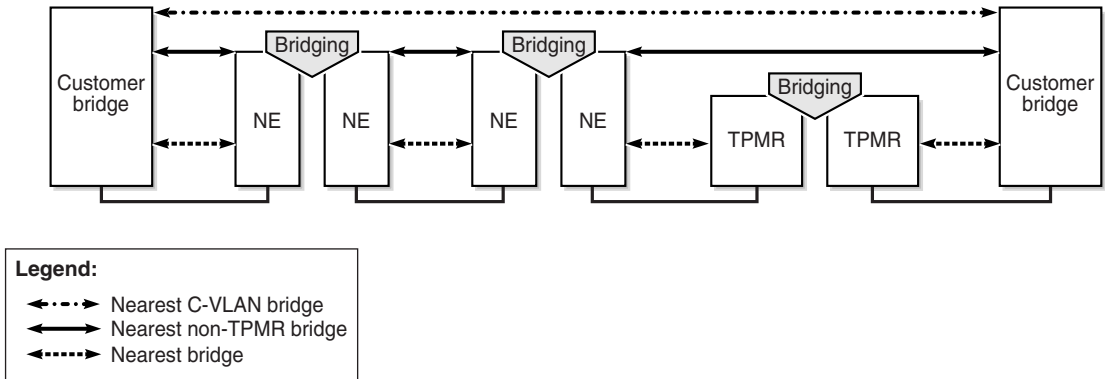 Bridging
Bridging
Customer
bridge
NE
NE
NE
NE
Bridging
TPMR
TPMR
Customer
bridge
Legend:
Nearest C-VLAN bridge
Nearest non-TPMR bridge
Nearest bridge